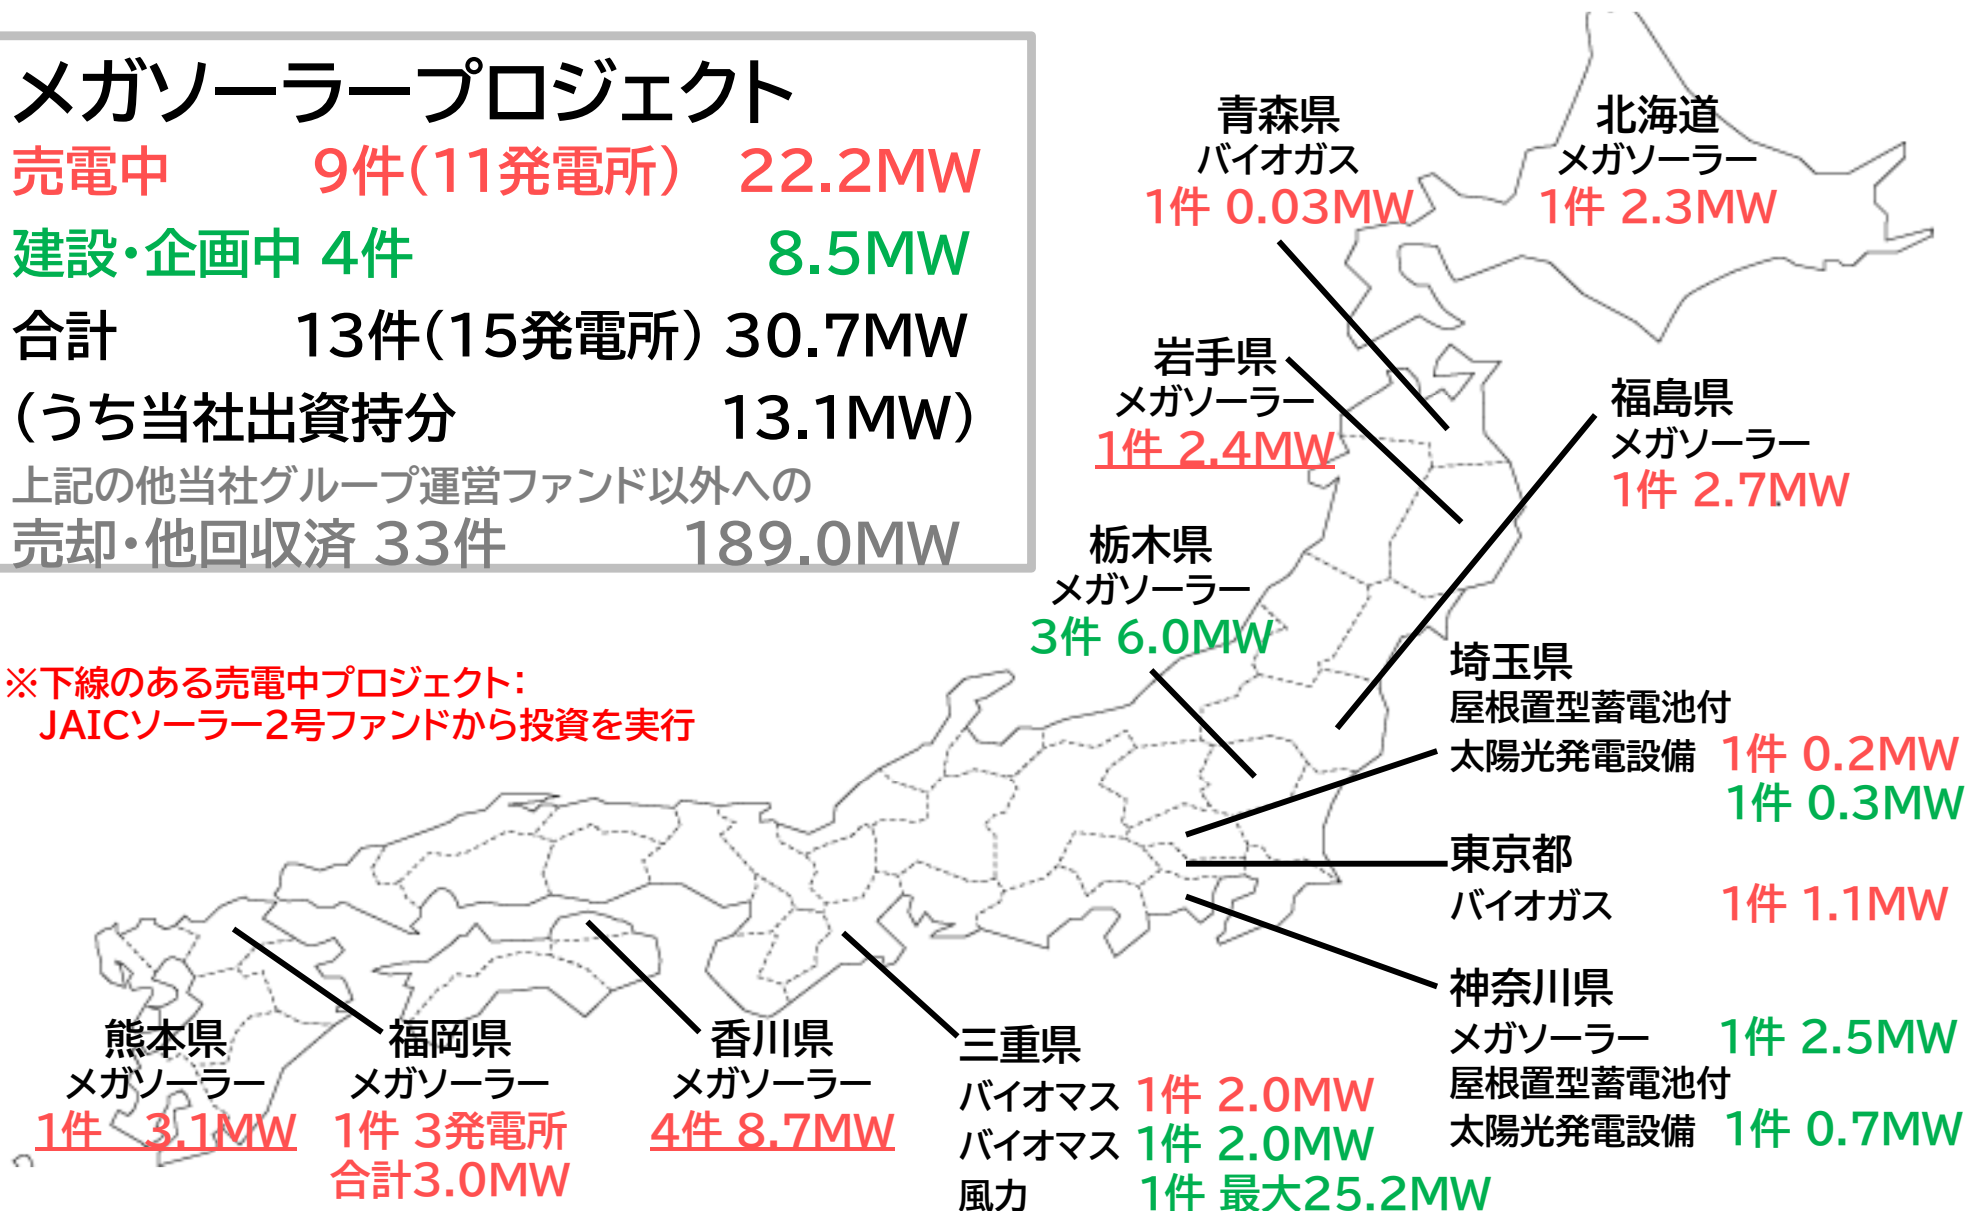 メガソーラープロジェクト
売電中 9件(11発電所) 22.2MW
建設・企画中 4件 8.5MW
合計 13件(15発電所) 30.7MW
(うち当社出資持分 13.1MW)
上記の他当社グループ運営ファンド以外への
売却・他回収済 33件 189.0MW
※下線のある売電中プロジェクト:
JAICソーラー2号ファンドから投資を実行
青森県
バイオガス
1件 0.03MW
北海道
メガソーラー
1件 2.3MW
岩手県
メガソーラー
1件 2.4MW
福島県
メガソーラー
1件 2.7MW
栃木県
メガソーラー
3件 6.0MW
埼玉県
屋根置型蓄電池付
太陽光発電設備 1件 0.2MW
1件 0.3MW
東京都
バイオガス 1件 1.1MW
神奈川県
メガソーラー 1件 2.5MW
屋根置型蓄電池付
太陽光発電設備 1件 0.7MW
熊本県
メガソーラー
1件 3.1MW
福岡県
メガソーラー
1件 3発電所
合計3.0MW
香川県
メガソーラー
4件 8.7MW
三重県
バイオマス 1件 2.0MW
バイオマス 1件 2.0MW
風力 1件 最大25.2MW